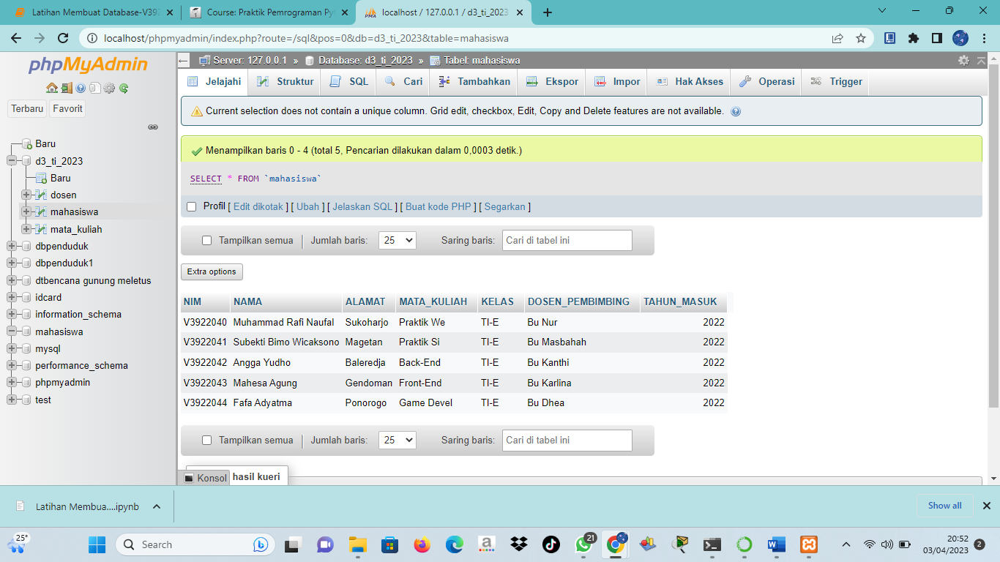 Latihan Membuat Database-V392
Course: Praktik Pemrograman Pyt
localhost / 127.0.0.1 / d3_ti_2023
localhost/phpmyadmin/index.php?route=/sql&pos=0&db=d3_ti_2023&table=mahasiswa
phpMyAdmin
Terbaru Favorit
Baru
d3_ti_2023
Baru
dosen
mahasiswa
mata_kuliah
dbpenduduk
dbpenduduk1
dtbencana gunung meletus
idcard
information_schema
mahasiswa
mysql
performance_schema
phpmyadmin
test
Server: 127.0.0.1 » Database: d3_ti_2023 » Tabel: mahasiswa
Jelajahi Struktur SQL Cari Tambahkan Ekspor Impor Hak Akses Operasi Trigger
Current selection does not contain a unique column. Grid edit, checkbox, Edit, Copy and Delete features are not available.
Menampilkan baris 0 - 4 (total 5, Pencarian dilakukan dalam 0,0003 detik.)
SELECT * FROM `mahasiswa`
Profil [ Edit dikotak ] [ Ubah ] [ Jelaskan SQL ] [ Buat kode PHP ] [ Segarkan ]
Tampilkan semua | Jumlah baris: 25 Saring baris: Cari di tabel ini
Extra options
NIM NAMA ALAMAT MATA_KULIAH KELAS DOSEN_PEMBIMBING TAHUN_MASUK
V3922040 Muhammad Rafi Naufal Sukoharjo Praktik We TI-E Bu Nur 2022
V3922041 Subekti Bimo Wicaksono Magetan Praktik Si TI-E Bu Masbahah 2022
V3922042 Angga Yudho Baleredja Back-End TI-E Bu Kanthi 2022
V3922043 Mahesa Agung Gendoman Front-End TI-E Bu Karlina 2022
V3922044 Fafa Adyatma Ponorogo Game Devel TI-E Bu Dhea 2022
Tampilkan semua | Jumlah baris: 25 Saring baris: Cari di tabel ini
Konsol hasil kueri
Latihan Membua....ipynb
Show all
25°
Search
21
20:52
03/04/2023
2